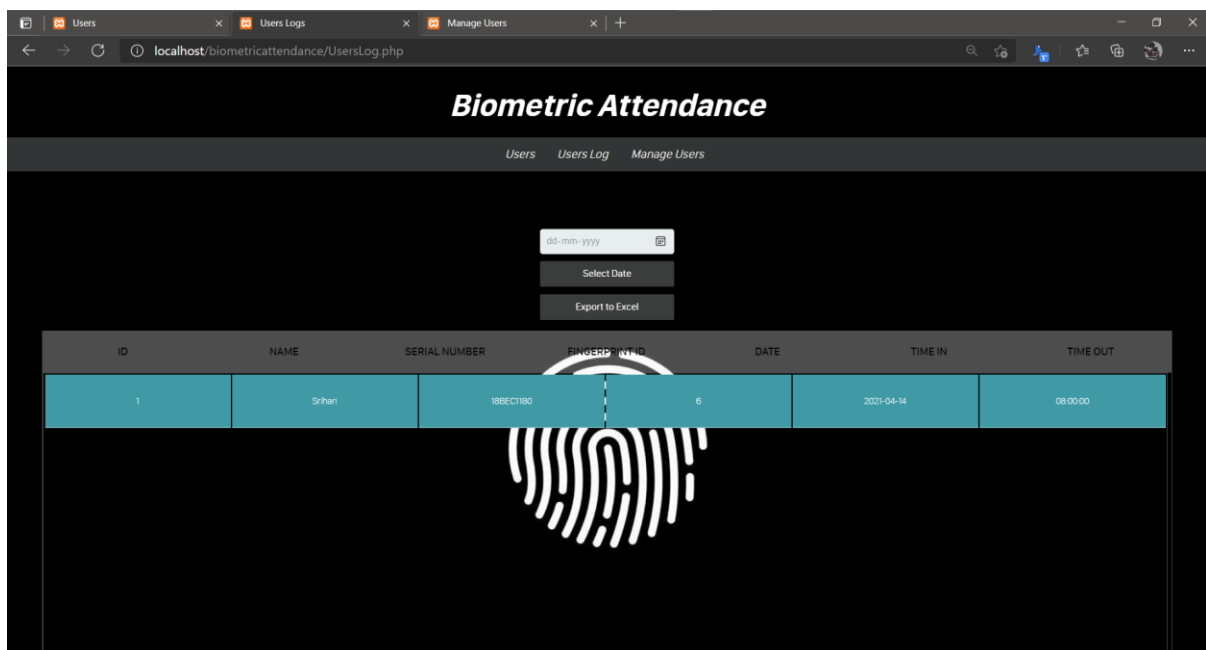 Users Users Logs Manage Users
localhost/biometricattendance/UsersLog.php
Biometric Attendance
Users Users Log Manage Users
dd-mm-yyyy
Select Date
Export to Excel
ID NAME SERIAL NUMBER FINGERPRINT ID DATE TIME IN TIME OUT
1 Srihari 18BEC1180 6 2021-04-14 08:00:00